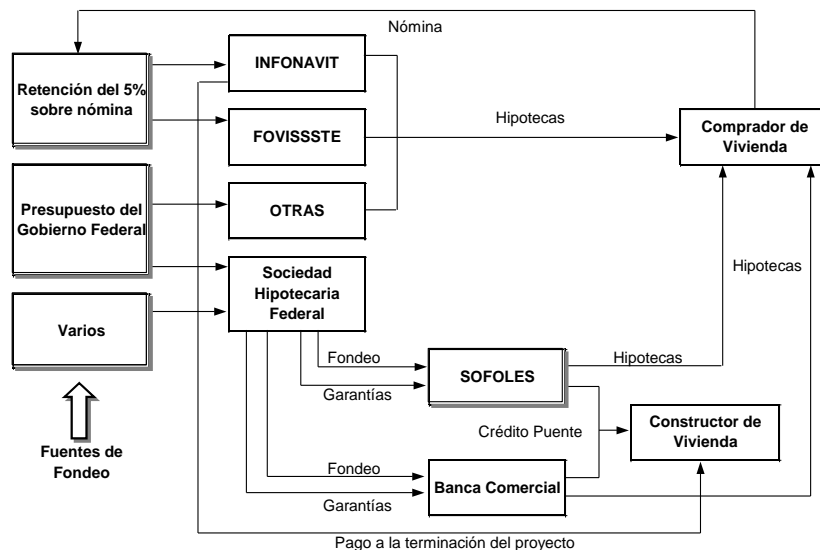 Nómina
INFONAVIT
Retención del 5%
sobre nómina
FOVISSSTE
Hipotecas
Comprador de
Vivienda
Presupuesto del
Gobierno Federal
OTRAS
Sociedad
Hipotecaria
Federal
Hipotecas
Varios
Fondeo
Garantías
SOFOLES
Hipotecas
Crédito Puente
Constructor de
Vivienda
Fuentes de
Fondeo
Fondeo
Garantías
Banca Comercial
Pago a la terminación del proyecto